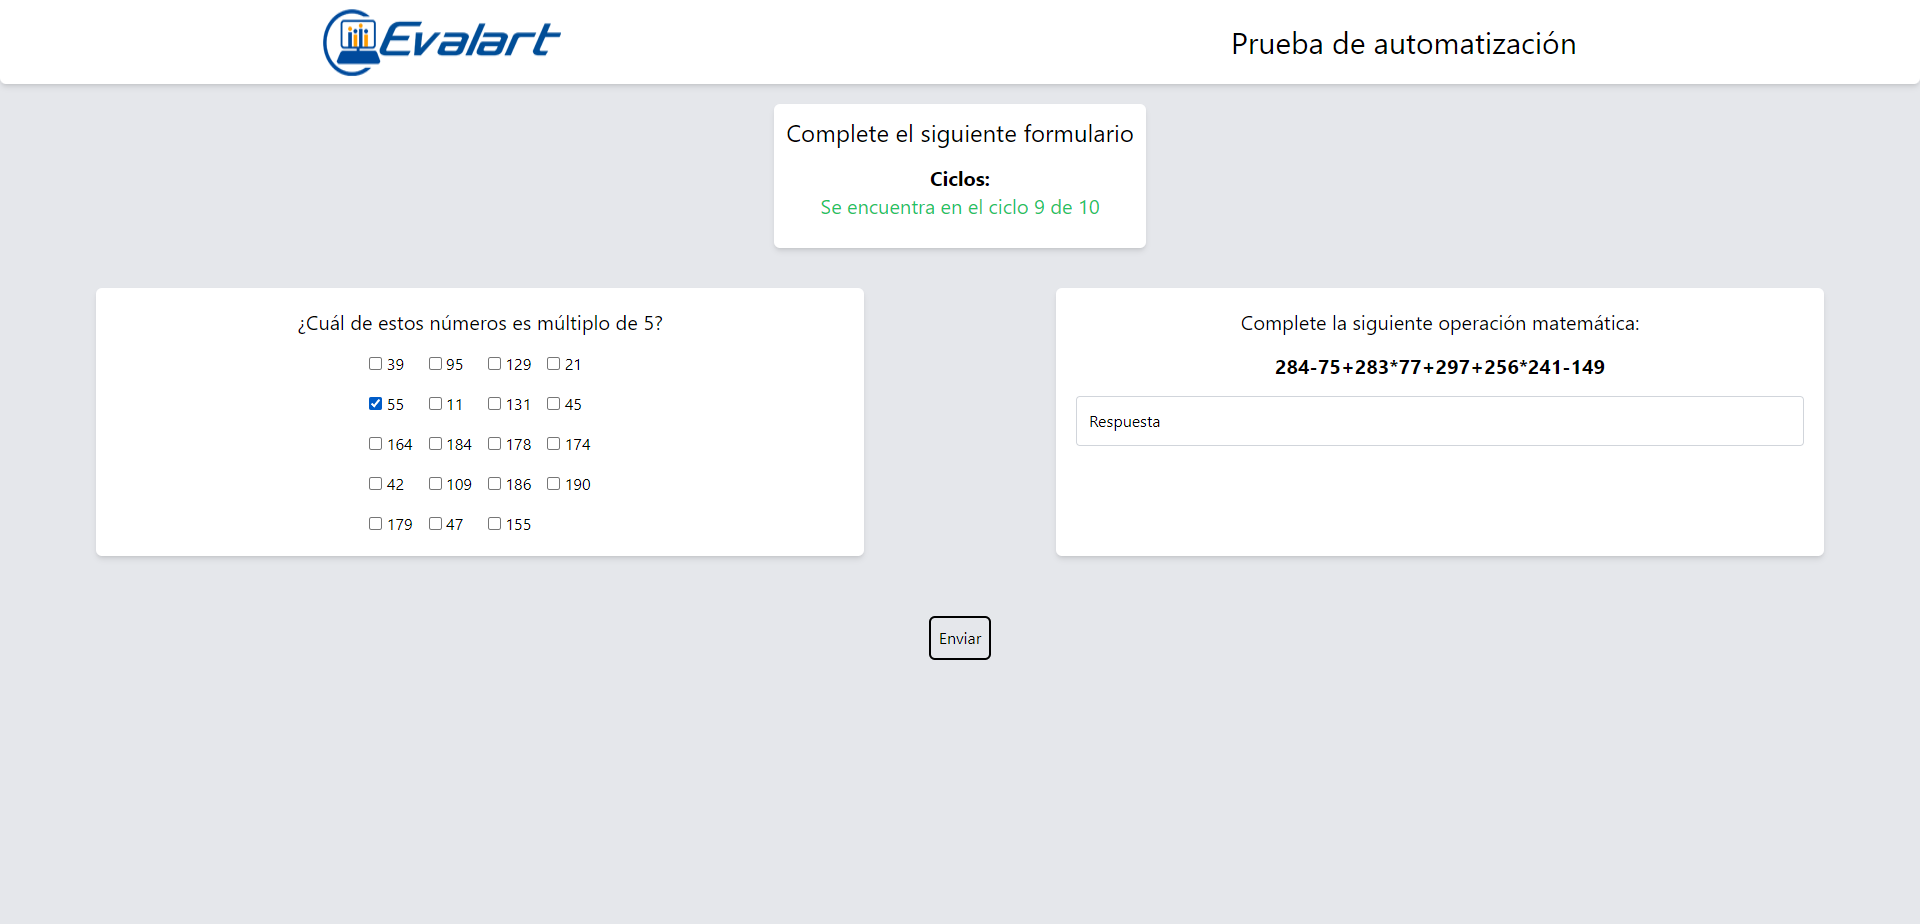 Evalart
Prueba de automatización
Complete el siguiente formulario
Ciclos:
Se encuentra en el ciclo 9 de 10
¿Cuál de estos números es múltiplo de 5?
39 95 129 21
55 11 131 45
164 184 178 174
42 109 186 190
179 47 155
Complete la siguiente operación matemática:
284-75+283*77+297+256*241-149
Respuesta
Enviar